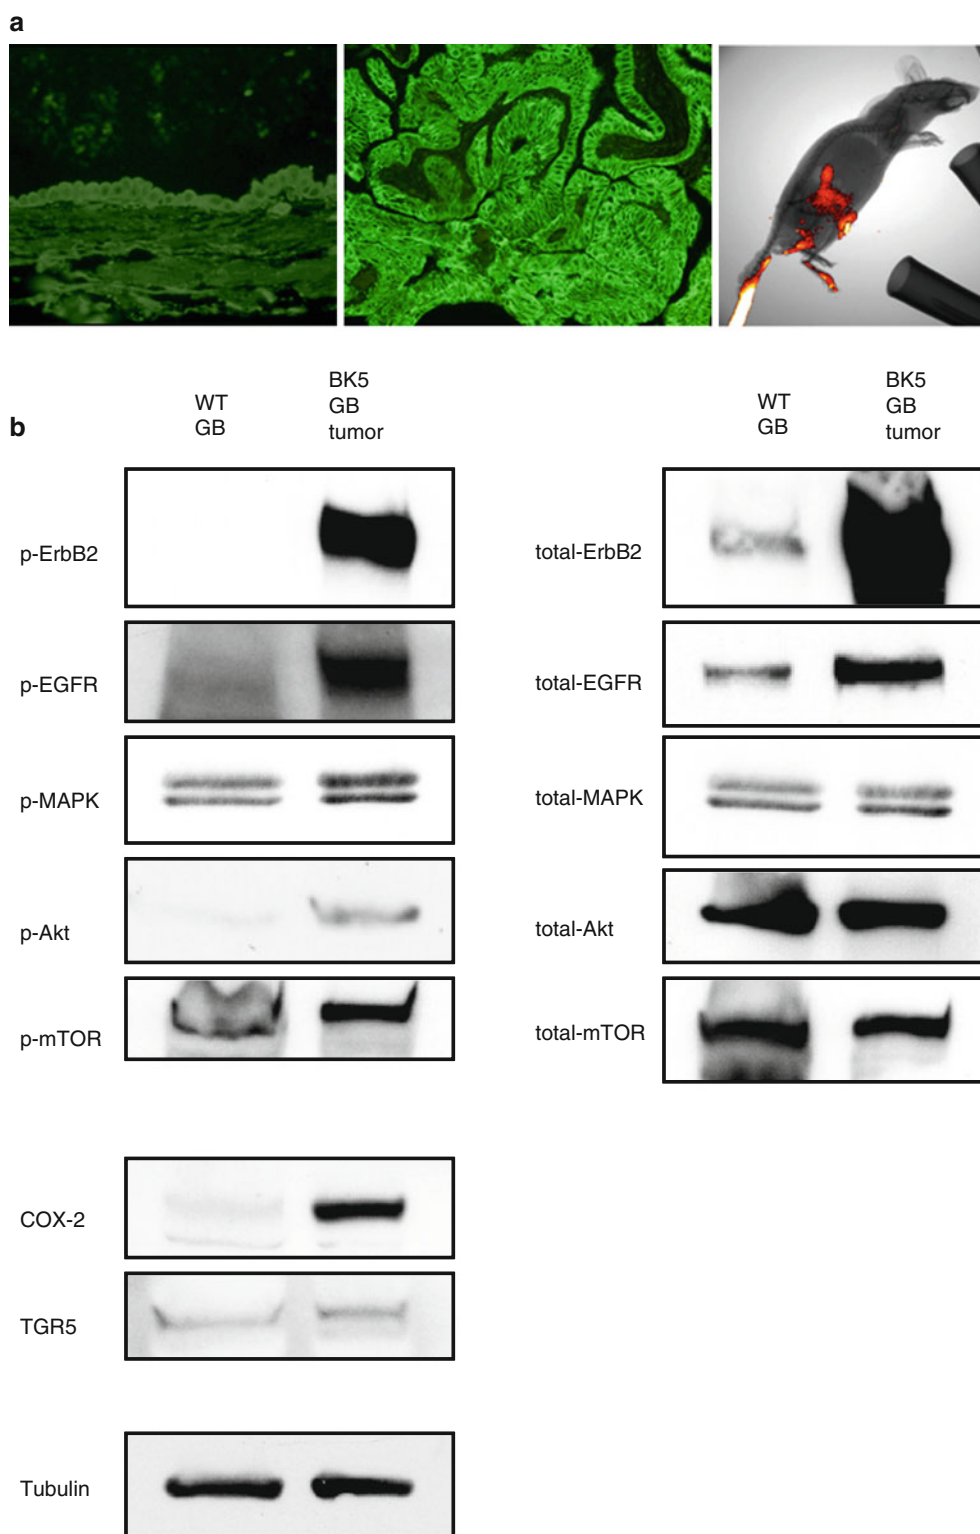 a
b
WT
GB
BK5
GB
tumor
WT
GB
BK5
GB
tumor
p-ErbB2
total-ErbB2
p-EGFR
total-EGFR
p-MAPK
total-MAPK
p-Akt
total-Akt
p-mTOR
total-mTOR
COX-2
TGR5
Tubulin